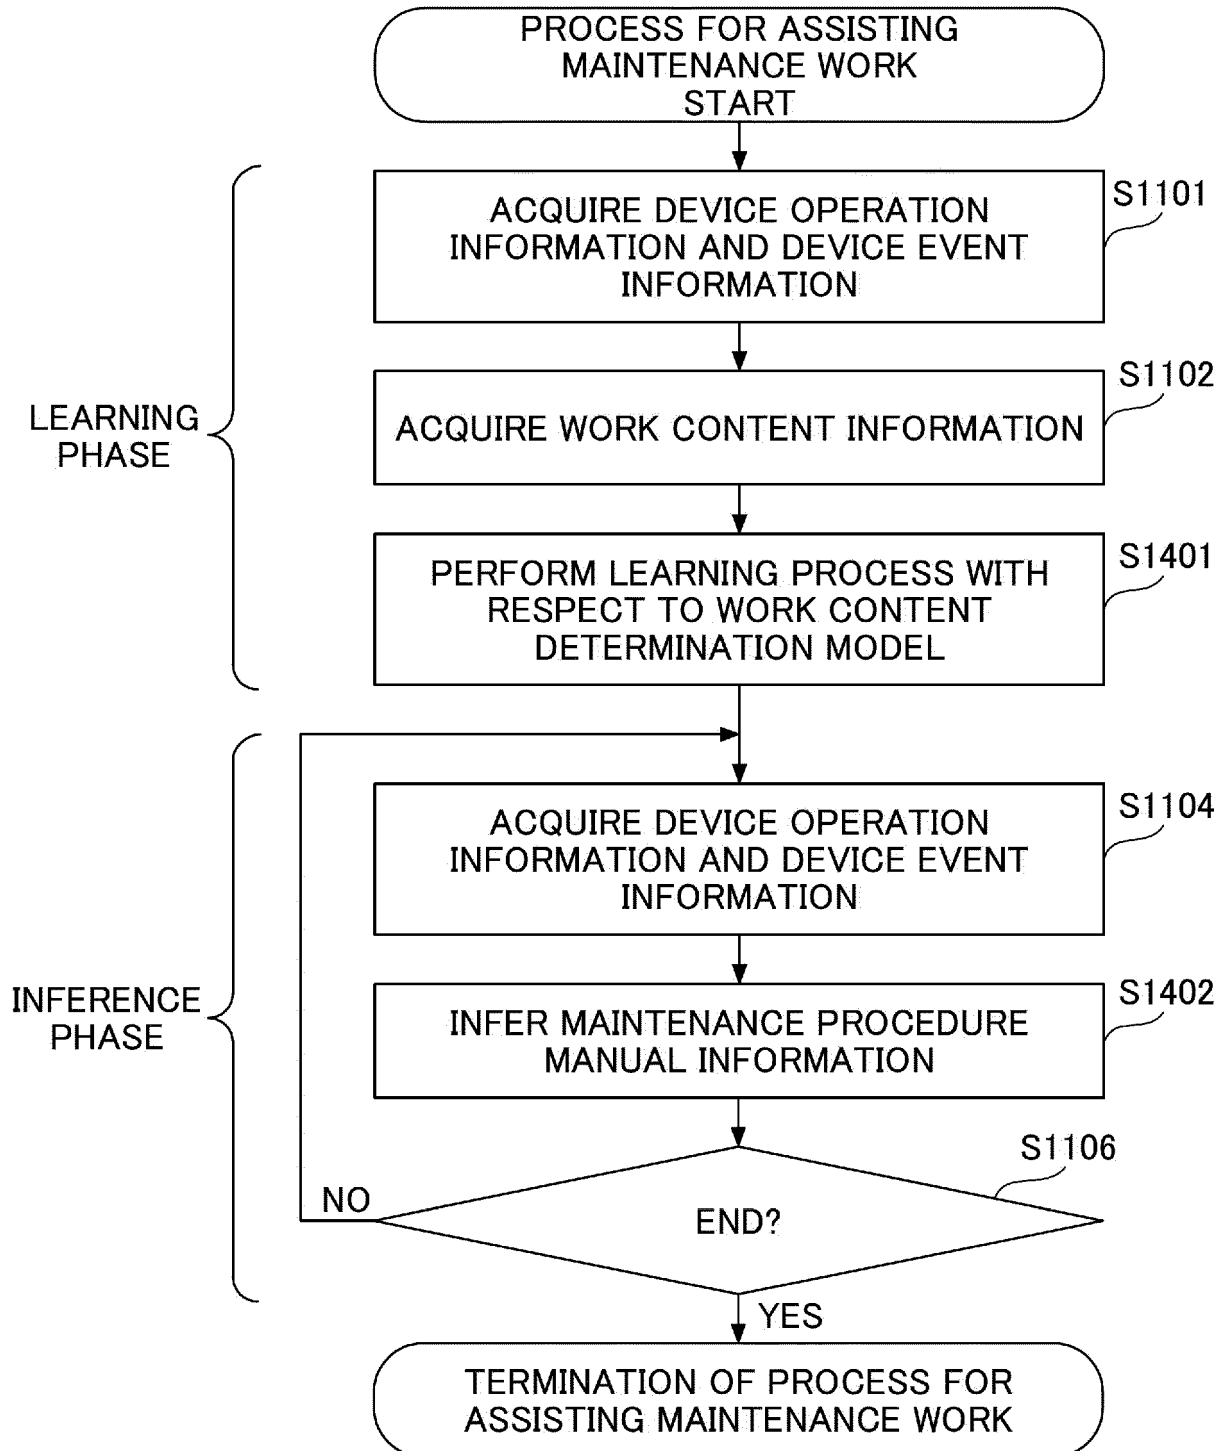 PROCESS FOR ASSISTING
MAINTENANCE WORK
START
ACQUIRE DEVICE OPERATION
INFORMATION AND DEVICE EVENT
INFORMATION
S1101
ACQUIRE WORK CONTENT INFORMATION
S1102
LEARNING
PHASE
PERFORM LEARNING PROCESS WITH
RESPECT TO WORK CONTENT
DETERMINATION MODEL
S1401
ACQUIRE DEVICE OPERATION
INFORMATION AND DEVICE EVENT
INFORMATION
S1104
INFERENCE
PHASE
INFER MAINTENANCE PROCEDURE
MANUAL INFORMATION
S1402
END?
S1106
NO
YES
TERMINATION OF PROCESS FOR
ASSISTING MAINTENANCE WORK